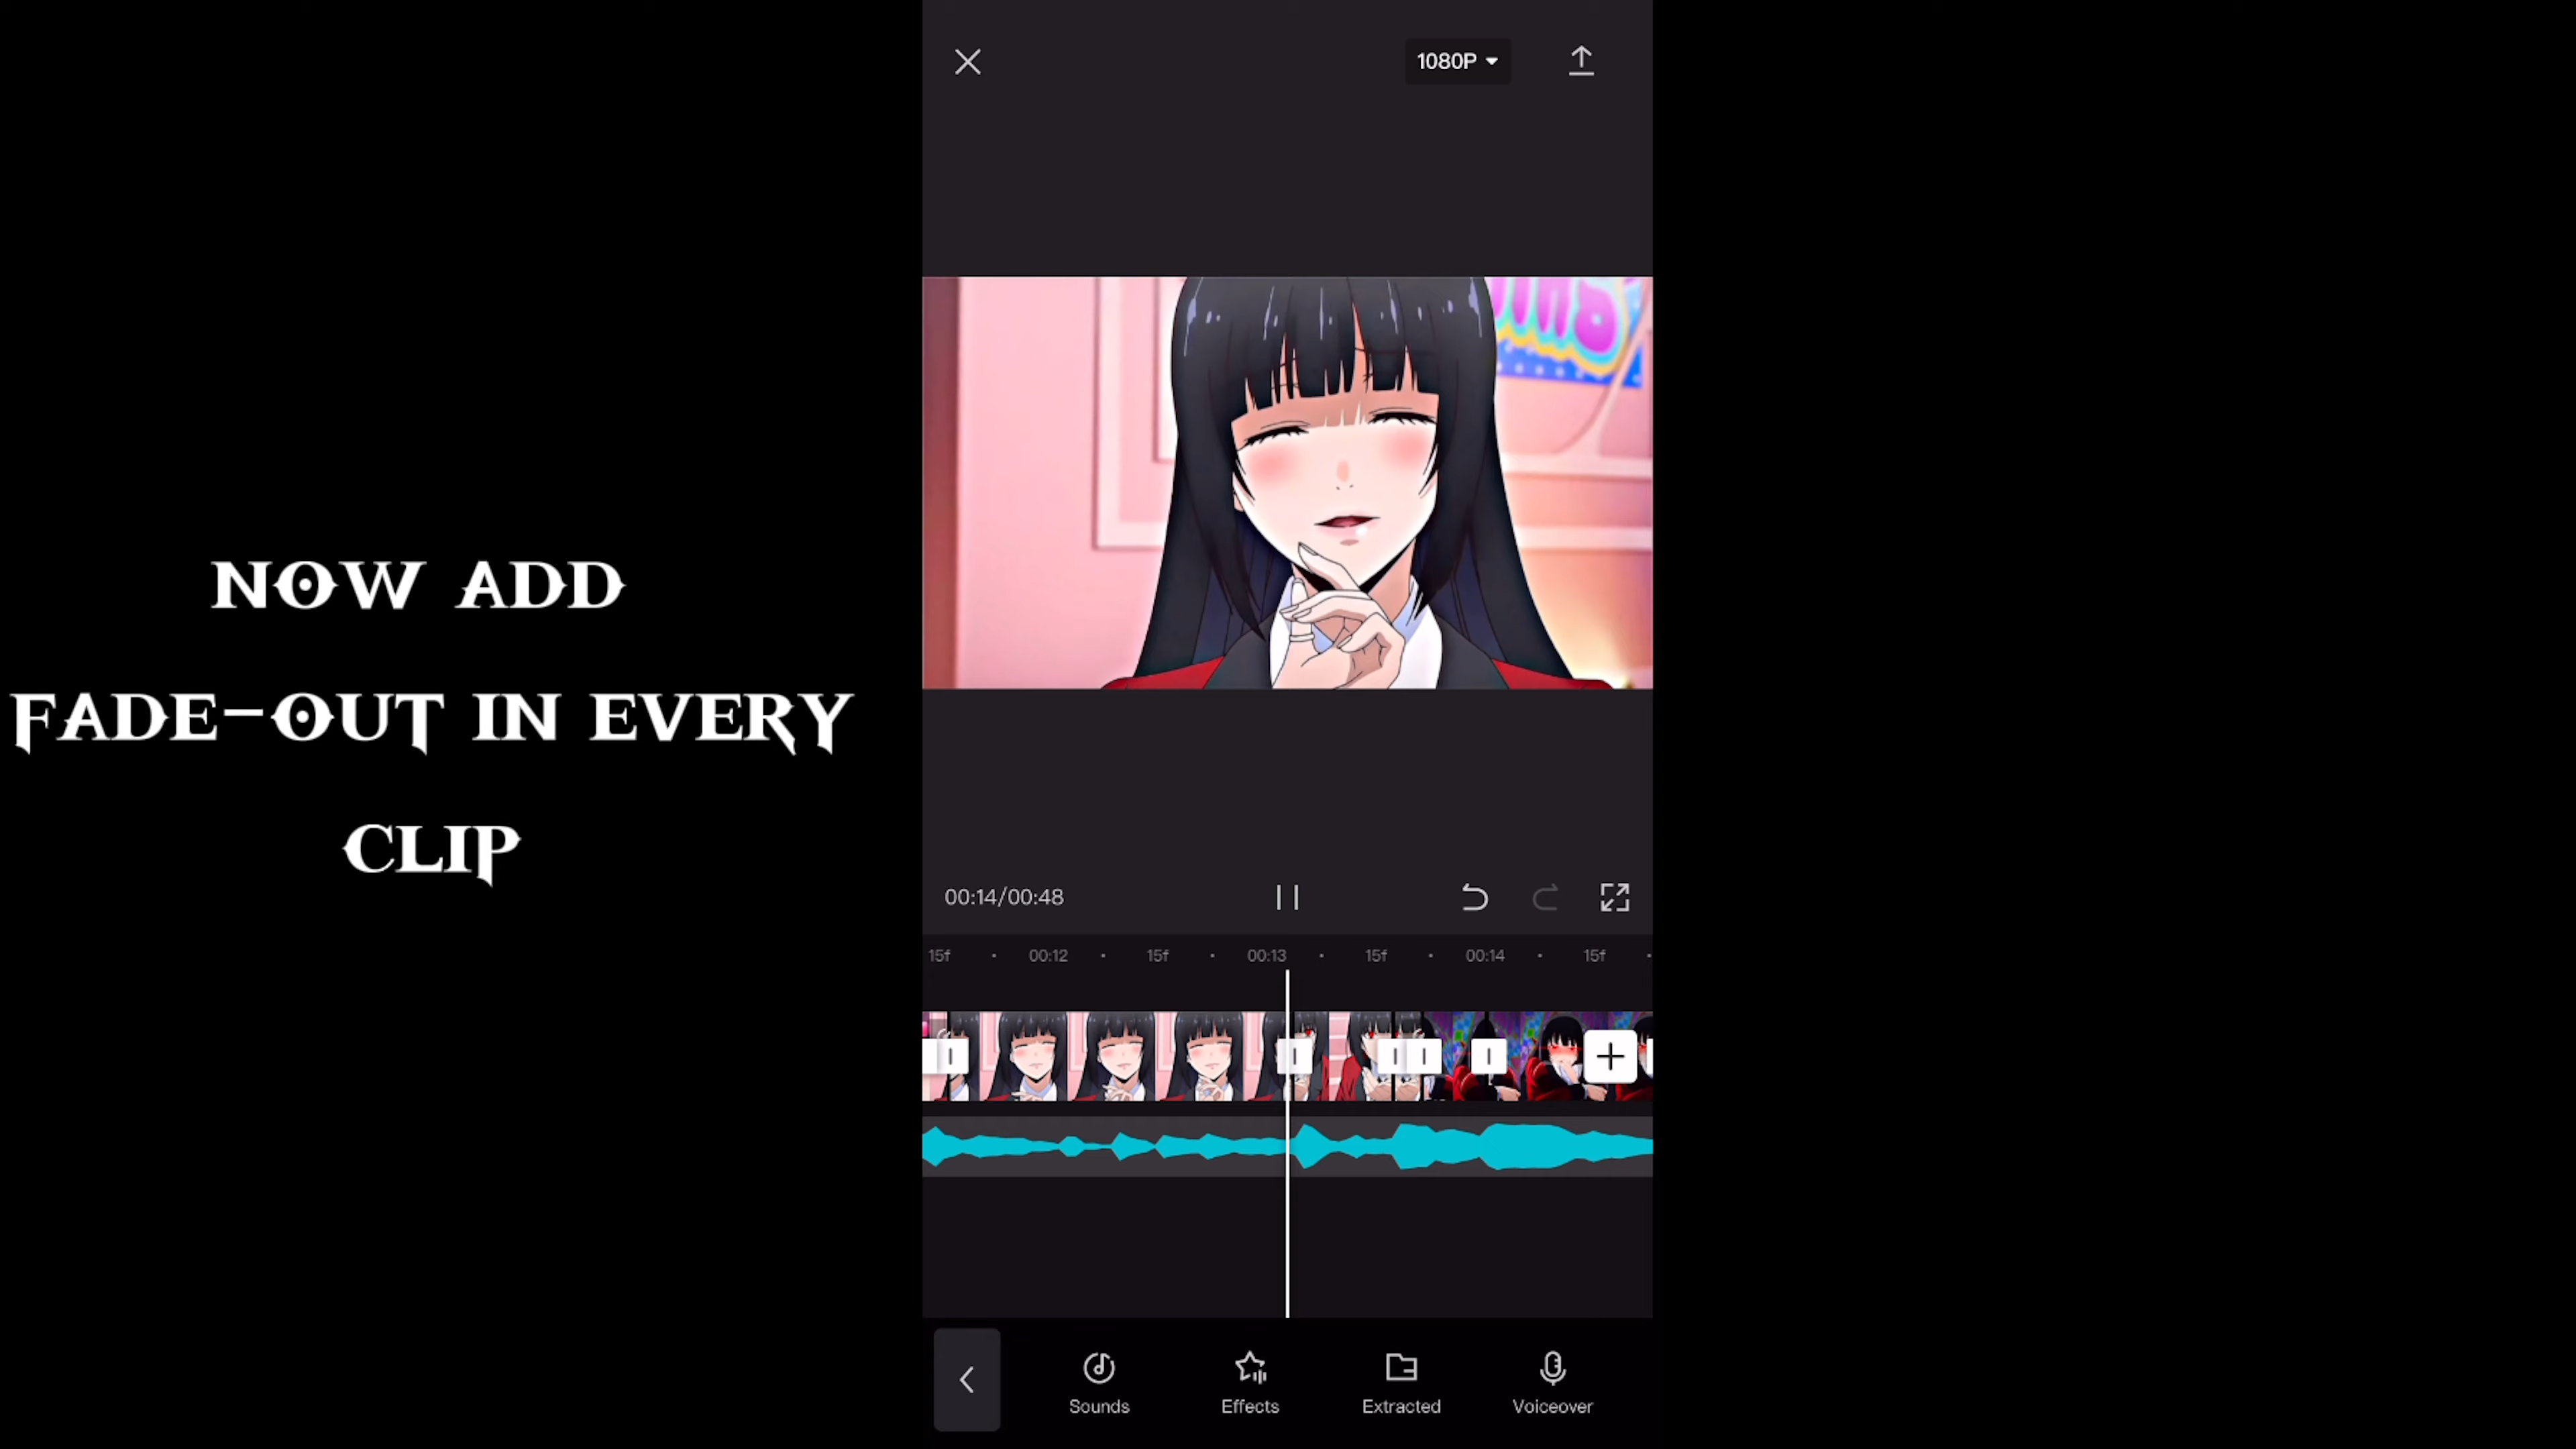 1080P
NOW ADD
FADE-OUT IN EVERY
CLIP
00:14/00:48
15f 00:12 15f 00:13 15f 00:14 15f
Sounds Effects Extracted Voiceover